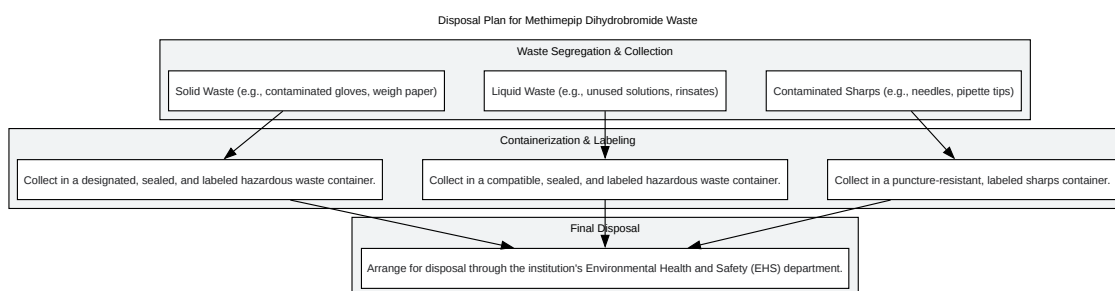 Disposal Plan for Methimepip Dihydrobromide Waste
Waste Segregation & Collection
Solid Waste (e.g., contaminated gloves, weigh paper)
Liquid Waste (e.g., unused solutions, rinsates)
Contaminated Sharps (e.g., needles, pipette tips)
Containerization & Labeling
Collect in a designated, sealed, and labeled hazardous waste container.
Collect in a compatible, sealed, and labeled hazardous waste container.
Collect in a puncture-resistant, labeled sharps container.
Final Disposal
Arrange for disposal through the institution's Environmental Health and Safety (EHS) department.